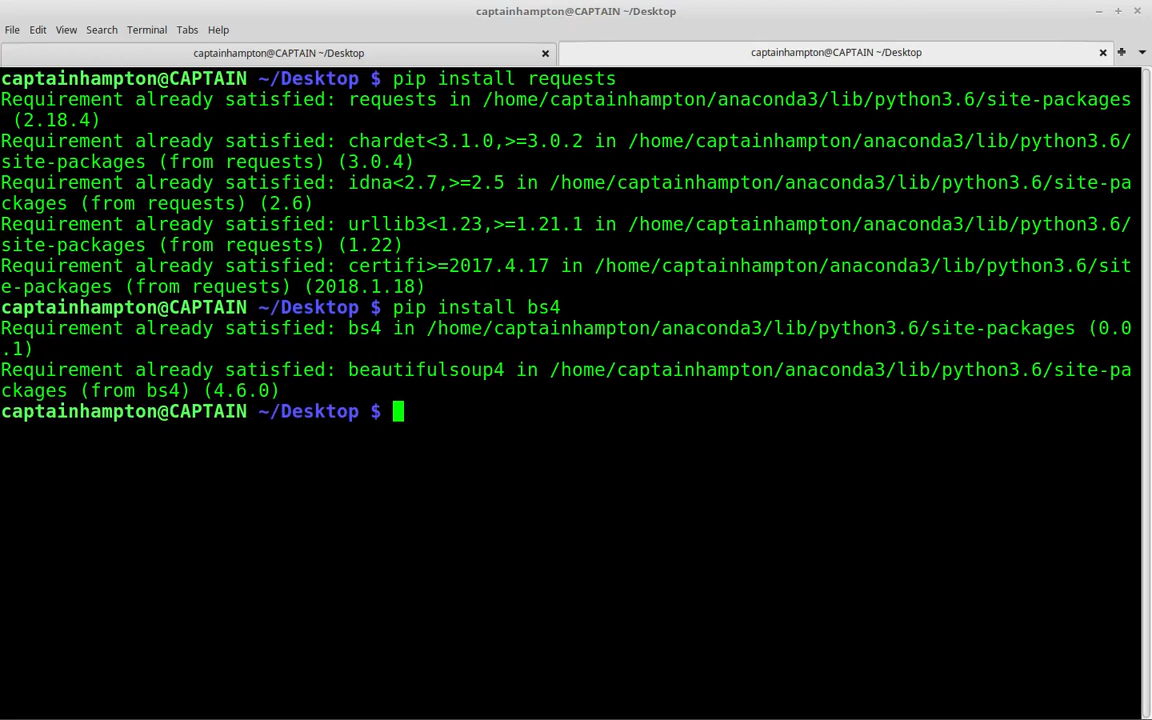 captainhampton@CAPTAIN ~/Desktop
File Edit View Search Terminal Tabs Help
captainhampton@CAPTAIN ~/Desktop captainhampton@CAPTAIN ~/Desktop
captainhampton@CAPTAIN ~/Desktop $ pip install requests
Requirement already satisfied: requests in /home/captainhampton/anaconda3/lib/python3.6/site-packages
 (2.18.4)
Requirement already satisfied: chardet<3.1.0,>=3.0.2 in /home/captainhampton/anaconda3/lib/python3.6/
site-packages (from requests) (3.0.4)
Requirement already satisfied: idna<2.7,>=2.5 in /home/captainhampton/anaconda3/lib/python3.6/site-pa
ckages (from requests) (2.6)
Requirement already satisfied: urllib3<1.23,>=1.21.1 in /home/captainhampton/anaconda3/lib/python3.6/
site-packages (from requests) (1.22)
Requirement already satisfied: certifi>=2017.4.17 in /home/captainhampton/anaconda3/lib/python3.6/sit
e-packages (from requests) (2018.1.18)
captainhampton@CAPTAIN ~/Desktop $ pip install bs4
Requirement already satisfied: bs4 in /home/captainhampton/anaconda3/lib/python3.6/site-packages (0.0
.1)
Requirement already satisfied: beautifulsoup4 in /home/captainhampton/anaconda3/lib/python3.6/site-pa
ckages (from bs4) (4.6.0)
captainhampton@CAPTAIN ~/Desktop $